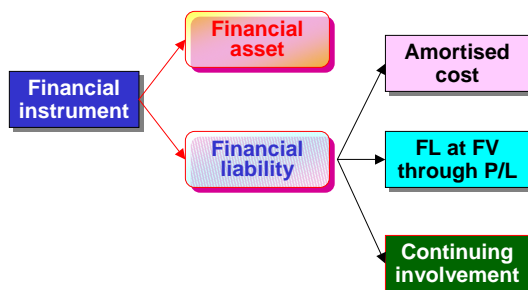 Financial
instrument
Financial
asset
Financial
liability
Amortised
cost
FL at FV
through P/L
Continuing
involvement